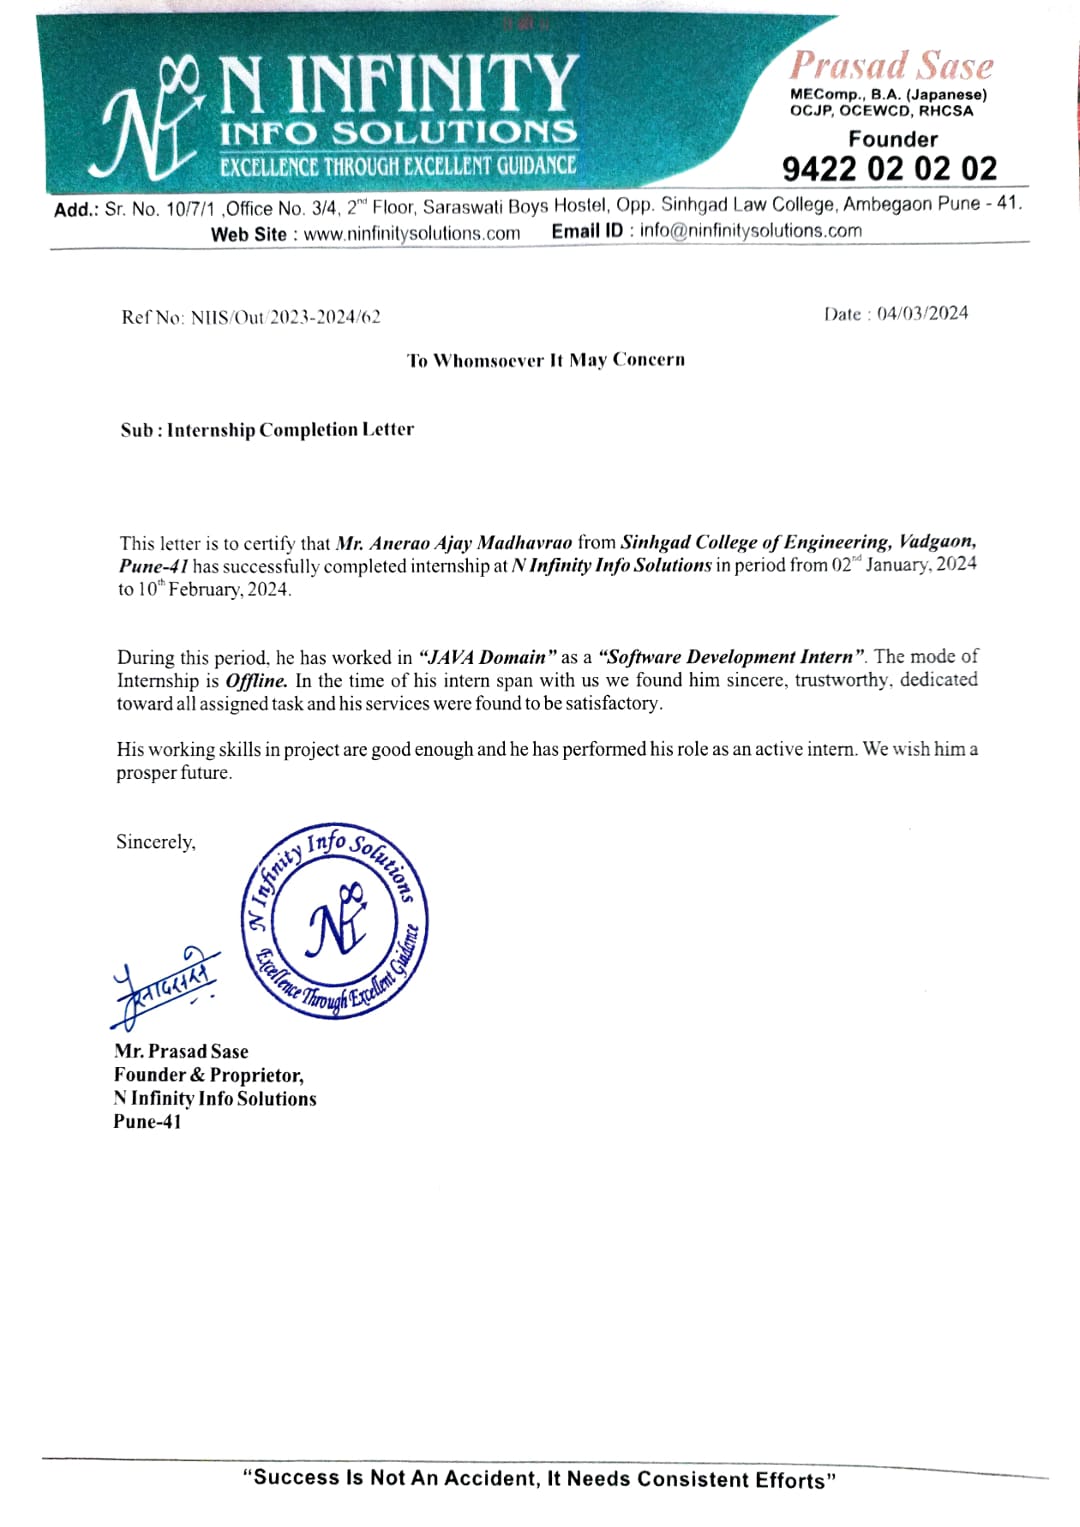 N INFINITY
INFO SOLUTIONS
EXCELLENCE THROUGH EXCELLENT GUIDANCE
Prasad Sase
MEComp., B.A. (Japanese)
OCJP, OCEWCD, RHCSA
Founder
9422 02 02 02
Add.: Sr. No. 10/7/1 ,Office No. 3/4, 2nd Floor, Saraswati Boys Hostel, Opp. Sinhgad Law College, Ambegaon Pune - 41.
Web Site : www.ninfinitysolutions.com Email ID : info@ninfinitysolutions.com
Ref No: NIIS/Out/2023-2024/62
Date : 04/03/2024
To Whomsoever It May Concern
Sub : Internship Completion Letter
This letter is to certify that Mr. Anerao Ajay Madhavrao from Sinhgad College of Engineering, Vadgaon,
Pune-41 has successfully completed internship at N Infinity Info Solutions in period from 02nd January, 2024
to 10th February, 2024.
During this period, he has worked in “JAVA Domain” as a “Software Development Intern”. The mode of
Internship is Offline. In the time of his intern span with us we found him sincere, trustworthy, dedicated
toward all assigned task and his services were found to be satisfactory.
His working skills in project are good enough and he has performed his role as an active intern. We wish him a
prosper future.
Sincerely,
N Infinity Info Solutions
Excellence Through Excellent Giudance
Mr. Prasad Sase
Founder & Proprietor,
N Infinity Info Solutions
Pune-41
“Success Is Not An Accident, It Needs Consistent Efforts”